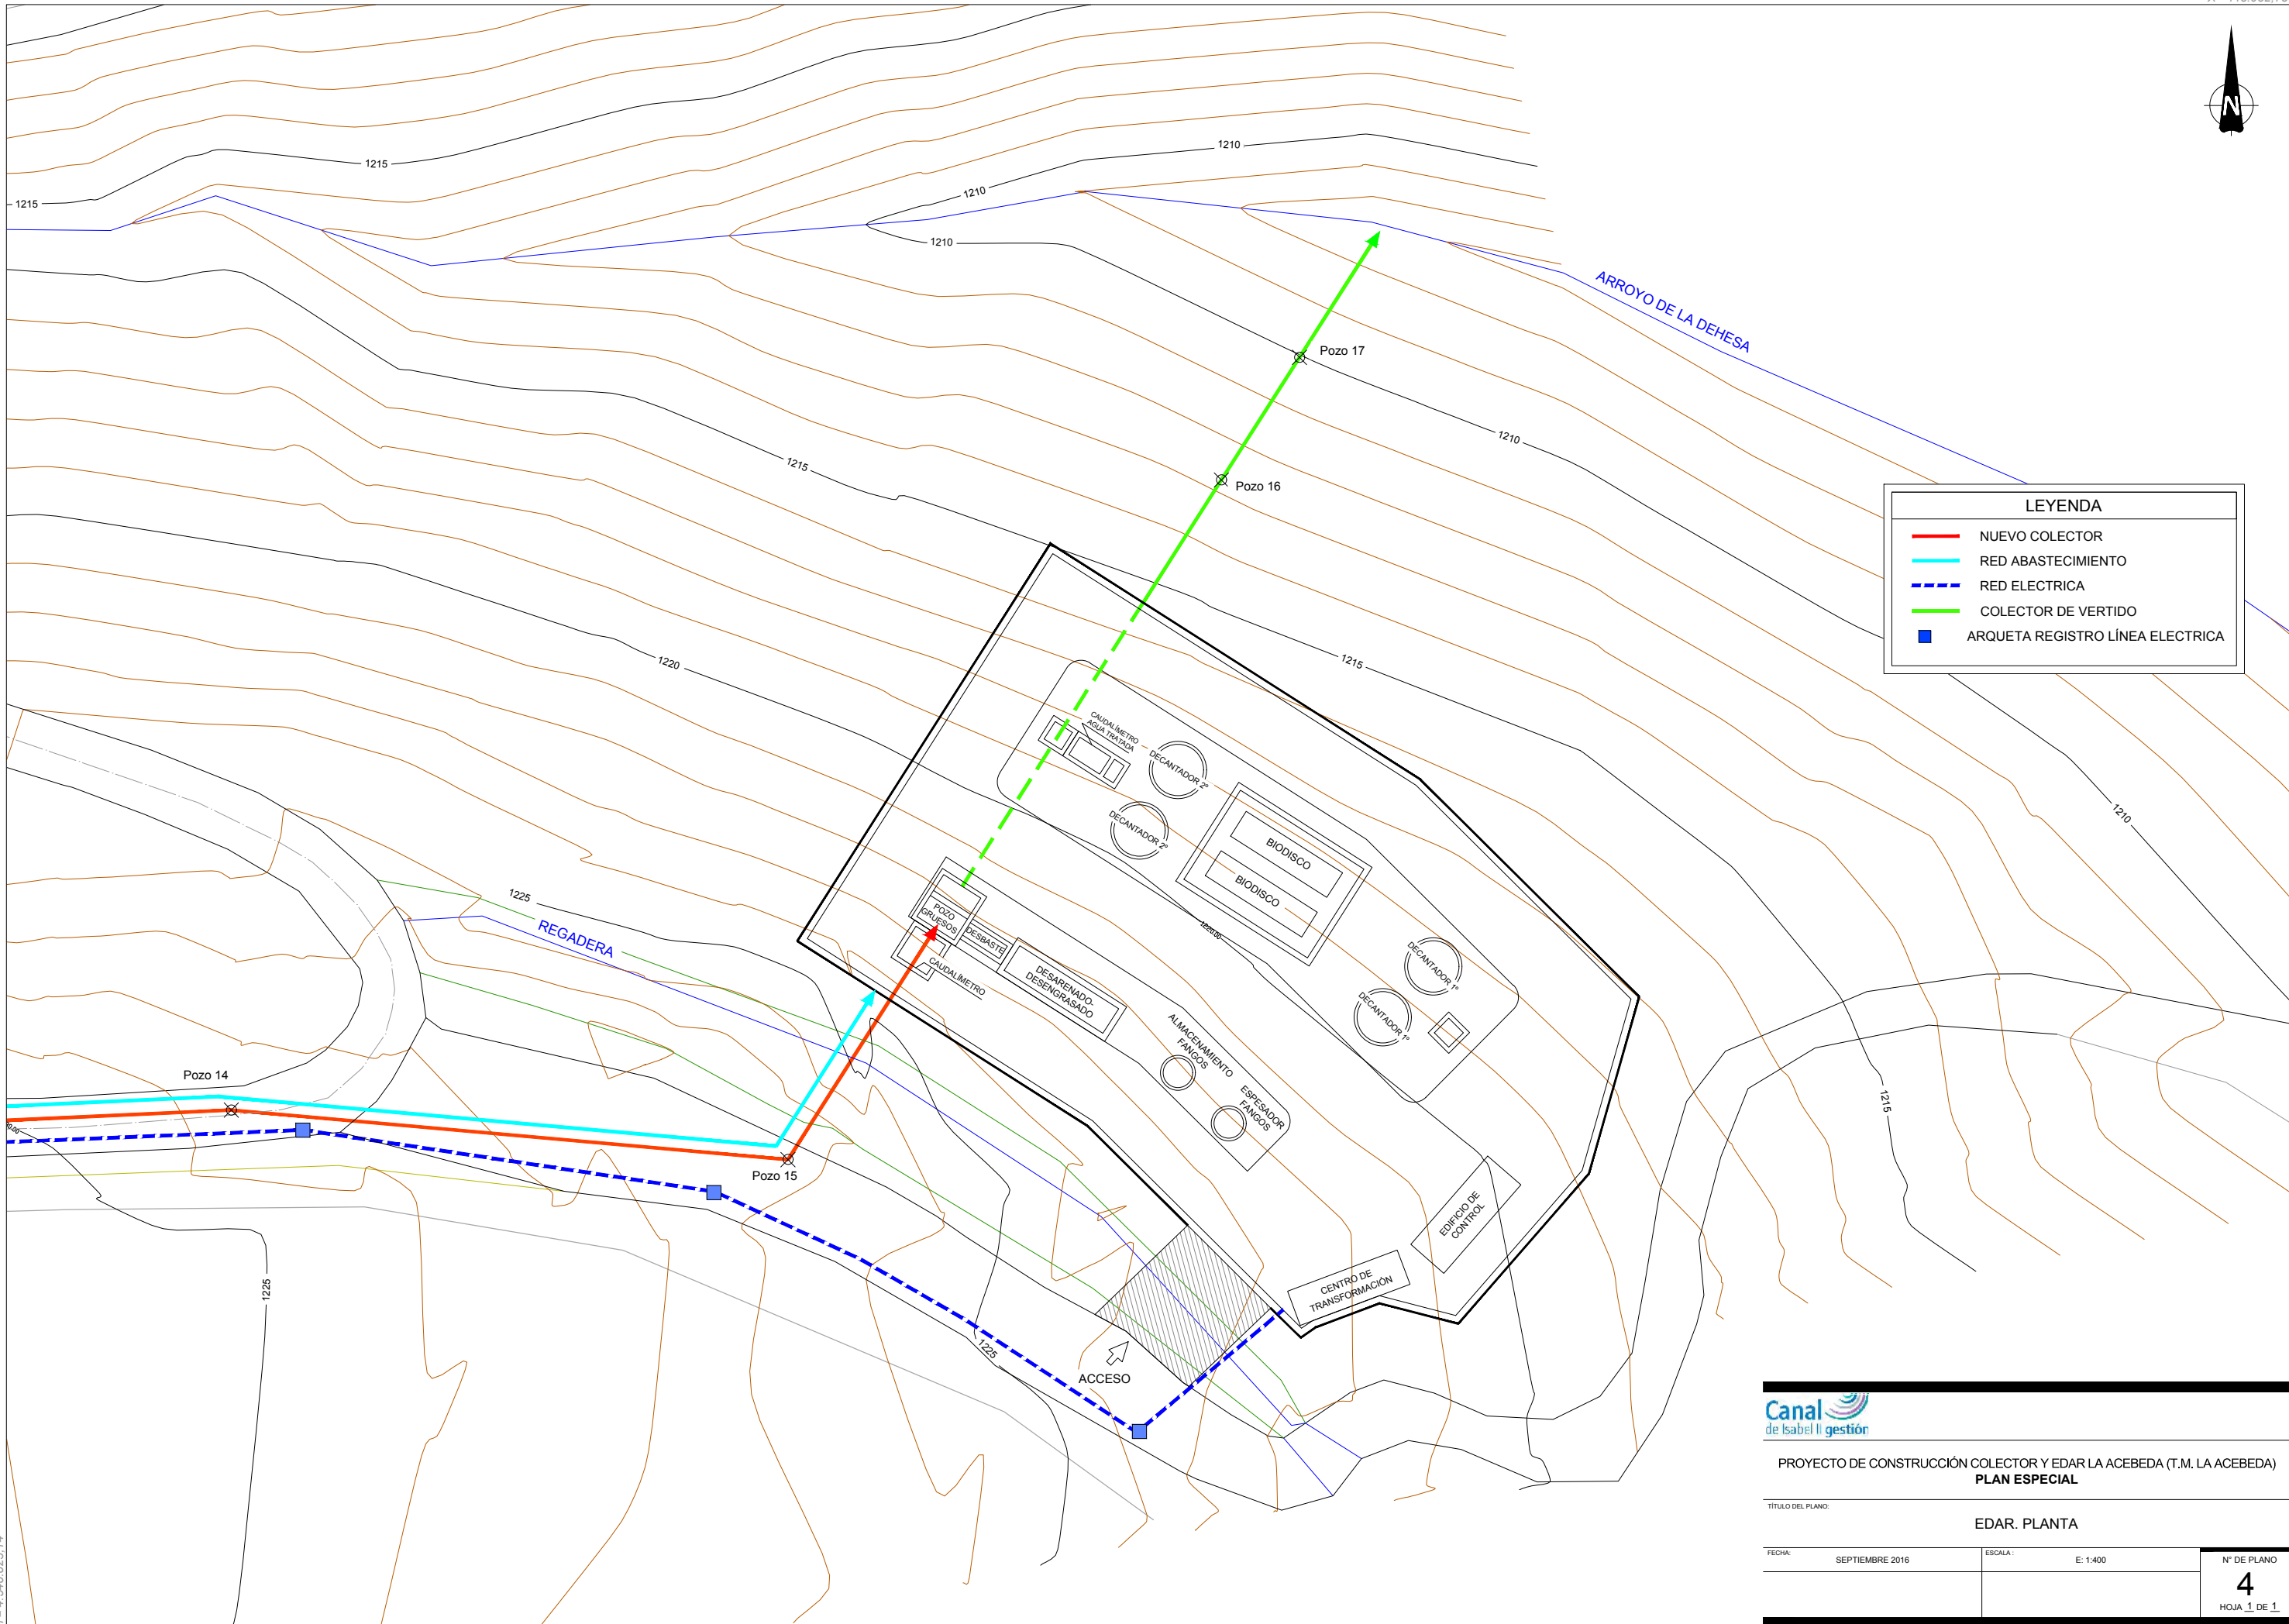 1215
1215
1210
1210
1210
ARROYO DE LA DEHESA
Pozo 17
1210
1215
Pozo 16
LEYENDA
NUEVO COLECTOR
RED ABASTECIMIENTO
RED ELECTRICA
COLECTOR DE VERTIDO
ARQUETA REGISTRO LÍNEA ELECTRICA
1220
1215
CAUDALÍMETRO
AGUA TRATADA
DECANTADOR 2º
DECANTADOR 2º
BIODISCO
BIODISCO
1210
1225
REGADERA
POZO
GRUESOS
DESBASTE
CAUDALÍMETRO
DESARENADO-
DESENGRASADO
1220.00
DECANTADOR 1º
DECANTADOR 1º
ALMACENAMIENTO
FANGOS
ESPESADOR
FANGOS
Pozo 14
Pozo 15
1215
EDIFICIO DE
CONTROL
CENTRO DE
TRANSFORMACIÓN
1225
1225
ACCESO
N
Canal
de Isabel II gestión
PROYECTO DE CONSTRUCCIÓN COLECTOR Y EDAR LA ACEBEDA (T.M. LA ACEBEDA)
PLAN ESPECIAL
TÍTULO DEL PLANO:
EDAR. PLANTA
FECHA:
SEPTIEMBRE 2016
ESCALA :
E: 1:400
N° DE PLANO
4
HOJA 1 DE 1